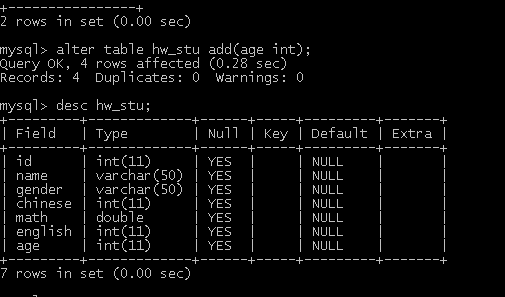 +----------------+
2 rows in set (0.00 sec)
mysql> alter table hw_stu add(age int);
Query OK, 4 rows affected (0.28 sec)
Records: 4  Duplicates: 0  Warnings: 0
mysql> desc hw_stu;
+---------+-------------+------+-----+---------+-------+
| Field   | Type        | Null | Key | Default | Extra |
+---------+-------------+------+-----+---------+-------+
| id      | int(11)     | YES  |     | NULL    |       |
| name    | varchar(50) | YES  |     | NULL    |       |
| gender  | varchar(50) | YES  |     | NULL    |       |
| chinese | int(11)     | YES  |     | NULL    |       |
| math    | double      | YES  |     | NULL    |       |
| english | int(11)     | YES  |     | NULL    |       |
| age     | int(11)     | YES  |     | NULL    |       |
+---------+-------------+------+-----+---------+-------+
7 rows in set (0.00 sec)